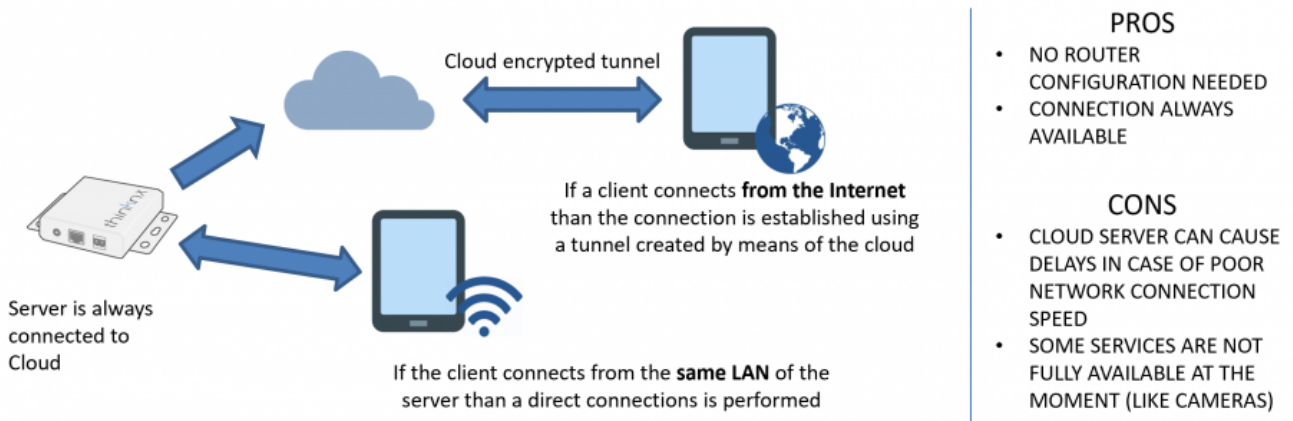 Cloud encrypted tunnel
thinknx
If a client connects from the Internet
than the connection is established using
a tunnel created by means of the cloud
Server is always
connected to
Cloud
If the client connects from the same LAN of the
server than a direct connections is performed
PROS
• NO ROUTER
CONFIGURATION NEEDED
• CONNECTION ALWAYS
AVAILABLE
CONS
• CLOUD SERVER CAN CAUSE
DELAYS IN CASE OF POOR
NETWORK CONNECTION
SPEED
• SOME SERVICES ARE NOT
FULLY AVAILABLE AT THE
MOMENT (LIKE CAMERAS)